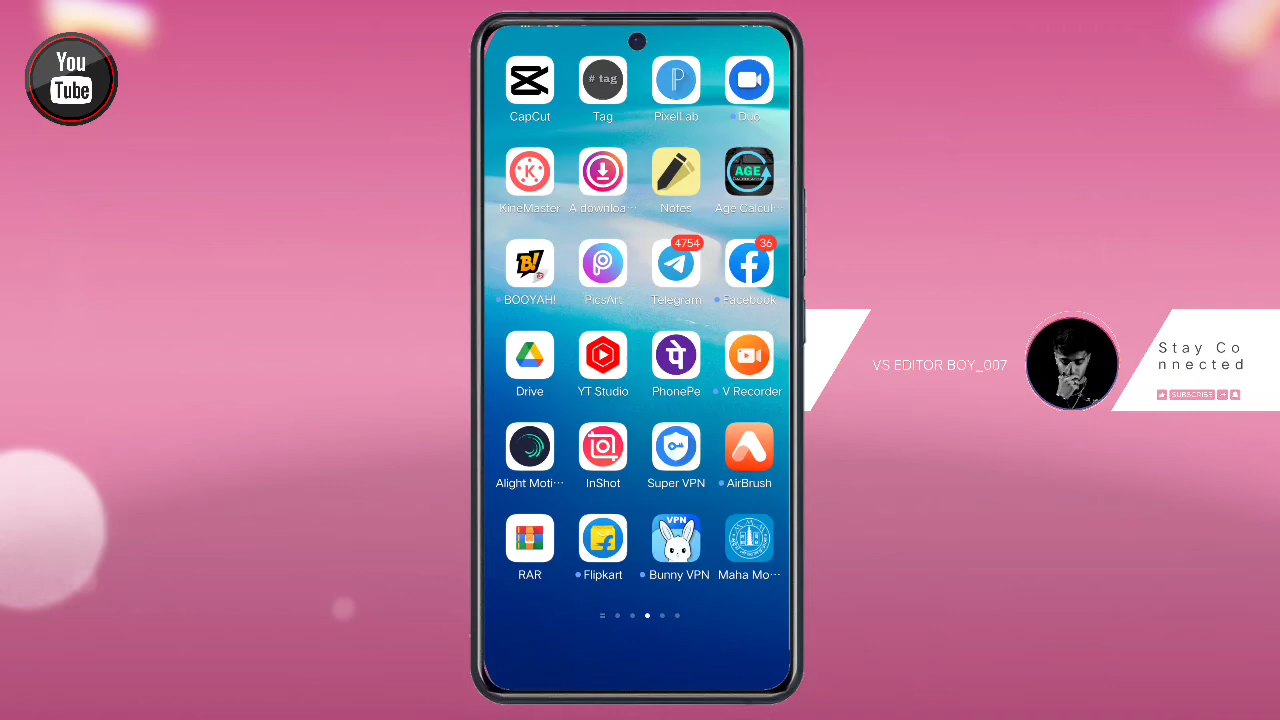 You
Tube
CapCut
# tag
Tag
PixelLab
Duo
KineMaster
A downloa···
Notes
AGE
Age Calcul···
B!
BOOYAH!
PicsArt
4754
Telegram
36
Facebook
Drive
YT Studio
PhonePe
V Recorder
Alight Moti···
InShot
Super VPN
AirBrush
RAR
Flipkart
VPN
Bunny VPN
Maha Mo···
VS EDITOR BOY_007
Stay Co
nnected
SUBSCRIBE